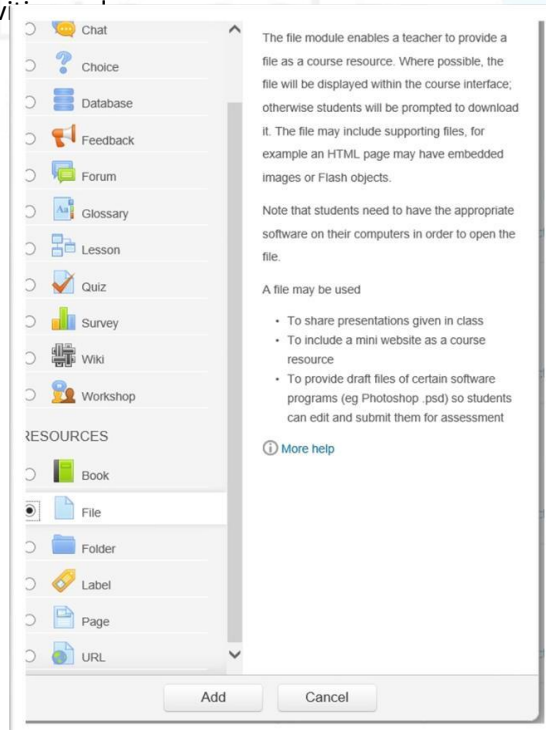 Chat
Choice
Database
Feedback
Forum
Glossary
Lesson
Quiz
Survey
Wiki
Workshop
RESOURCES
Book
File
Folder
Label
Page
URL
The file module enables a teacher to provide a
file as a course resource. Where possible, the
file will be displayed within the course interface;
otherwise students will be prompted to download
it. The file may include supporting files, for
example an HTML page may have embedded
images or Flash objects.
Note that students need to have the appropriate
software on their computers in order to open the
file.
A file may be used
• To share presentations given in class
• To include a mini website as a course
resource
• To provide draft files of certain software
programs (eg Photoshop .psd) so students
can edit and submit them for assessment
More help
Add
Cancel